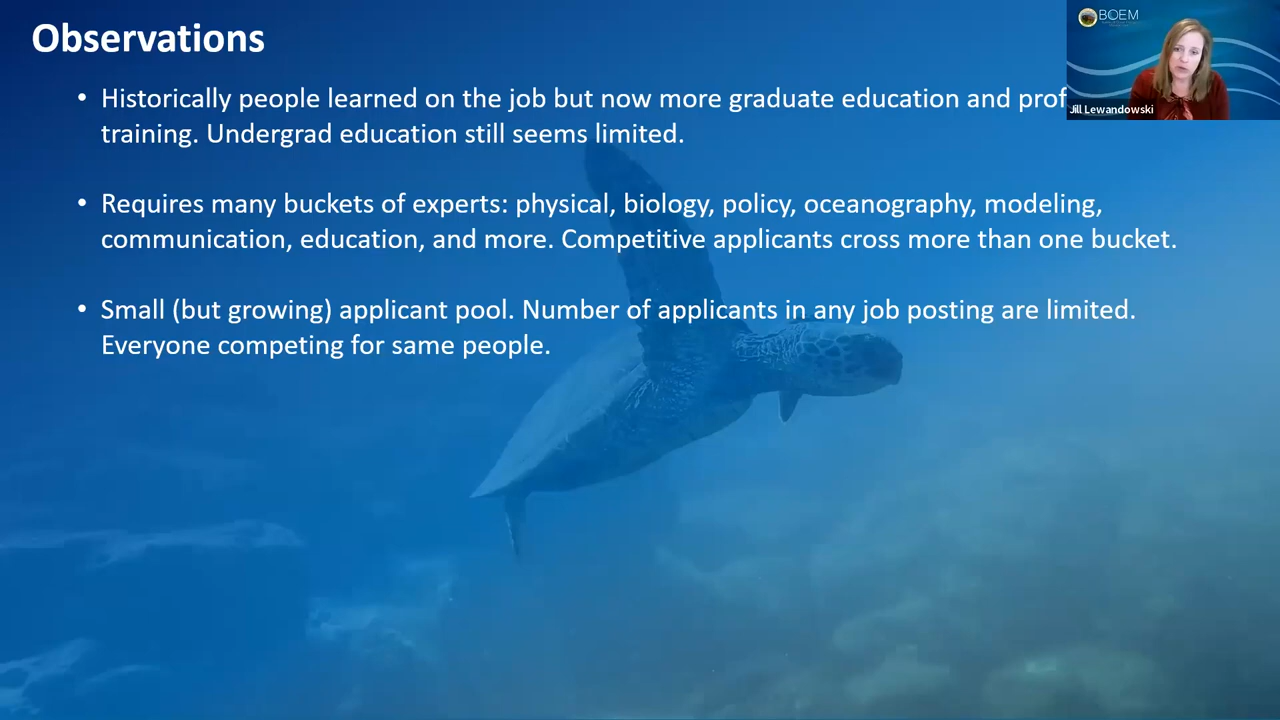 Observations
BOEM
Jill Lewandowski
• Historically people learned on the job but now more graduate education and prof
training. Undergrad education still seems limited.
• Requires many buckets of experts: physical, biology, policy, oceanography, modeling,
communication, education, and more. Competitive applicants cross more than one bucket.
• Small (but growing) applicant pool. Number of applicants in any job posting are limited.
Everyone competing for same people.